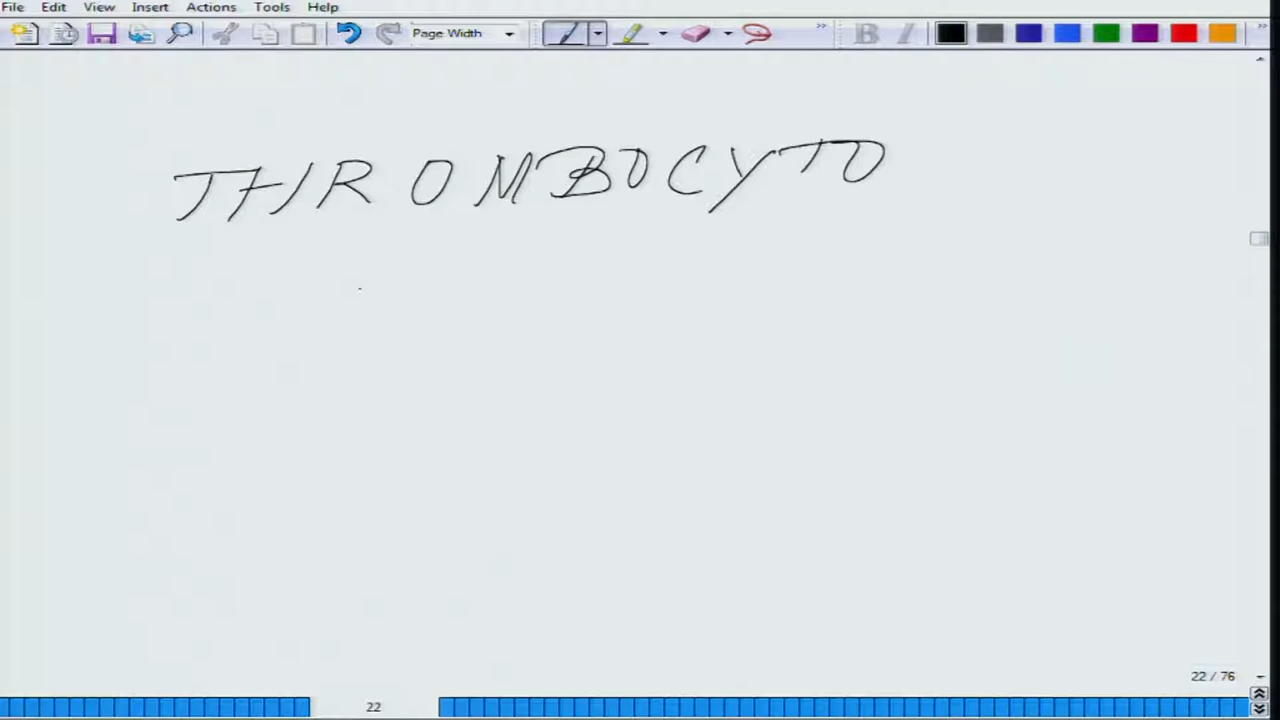 File Edit View Insert Actions Tools Help
Page Width B I
THROMBOCYTO
22 / 76
22